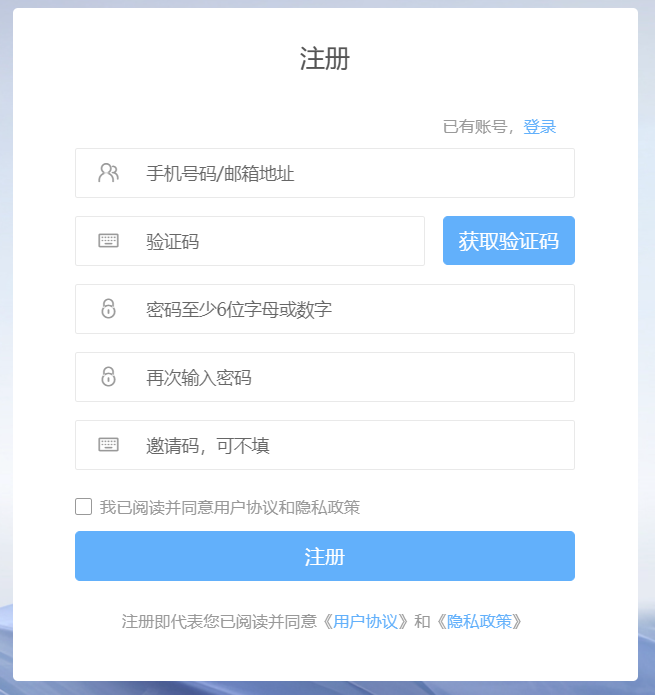 注册
已有账号，登录
手机号码/邮箱地址
验证码
获取验证码
密码至少6位字母或数字
再次输入密码
邀请码，可不填
我已阅读并同意用户协议和隐私政策
注册
注册即代表您已阅读并同意《用户协议》和《隐私政策》